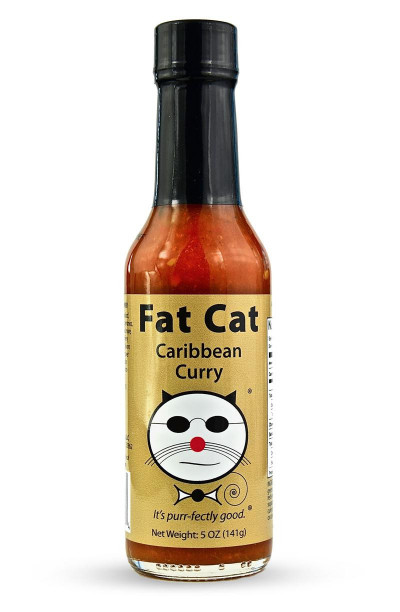 Fat Cat
Caribbean
Curry
®
It's purr-fectly good.®
Net Weight: 5 OZ (141g)